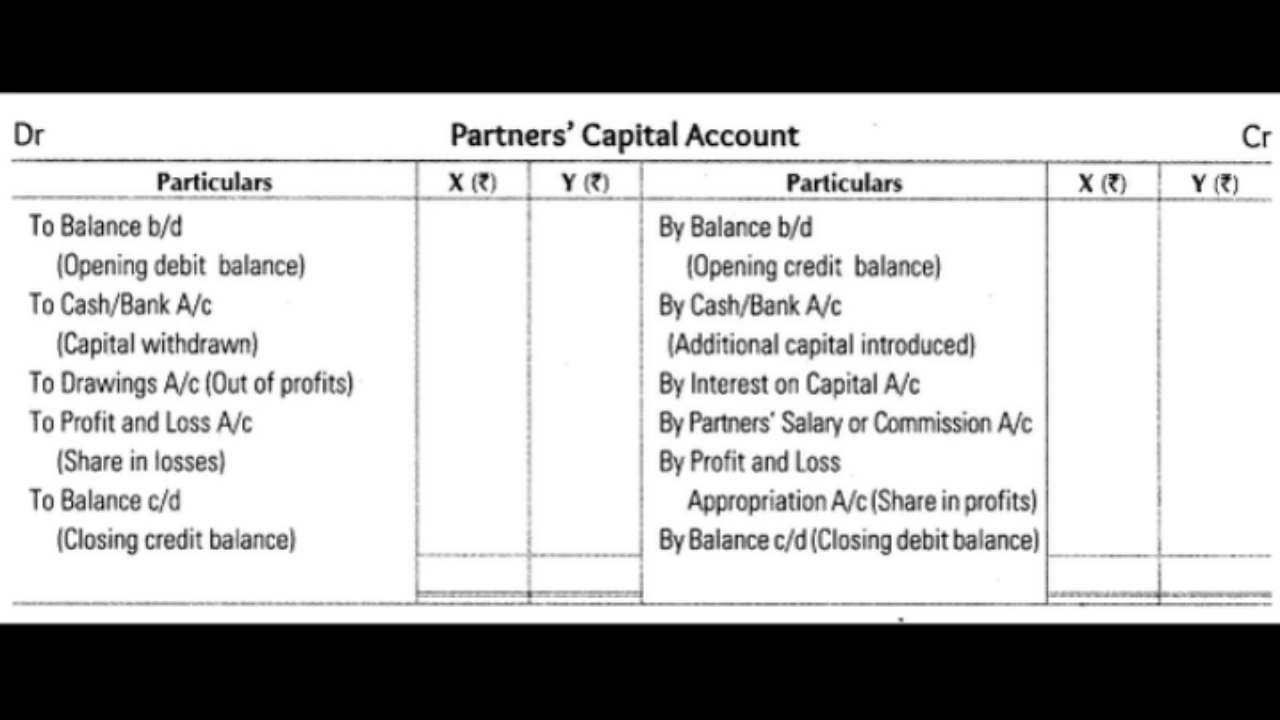 Dr
Partners' Capital Account
Cr
Particulars
X (₹)
Y (₹)
Particulars
X (₹)
Y (₹)
To Balance b/d
(Opening debit balance)
To Cash/Bank A/c
(Capital withdrawn)
To Drawings A/c (Out of profits)
To Profit and Loss A/c
(Share in losses)
To Balance c/d
(Closing credit balance)
By Balance b/d
(Opening credit balance)
By Cash/Bank A/c
(Additional capital introduced)
By Interest on Capital A/c
By Partners' Salary or Commission A/c
By Profit and Loss
Appropriation A/c (Share in profits)
By Balance c/d (Closing debit balance)